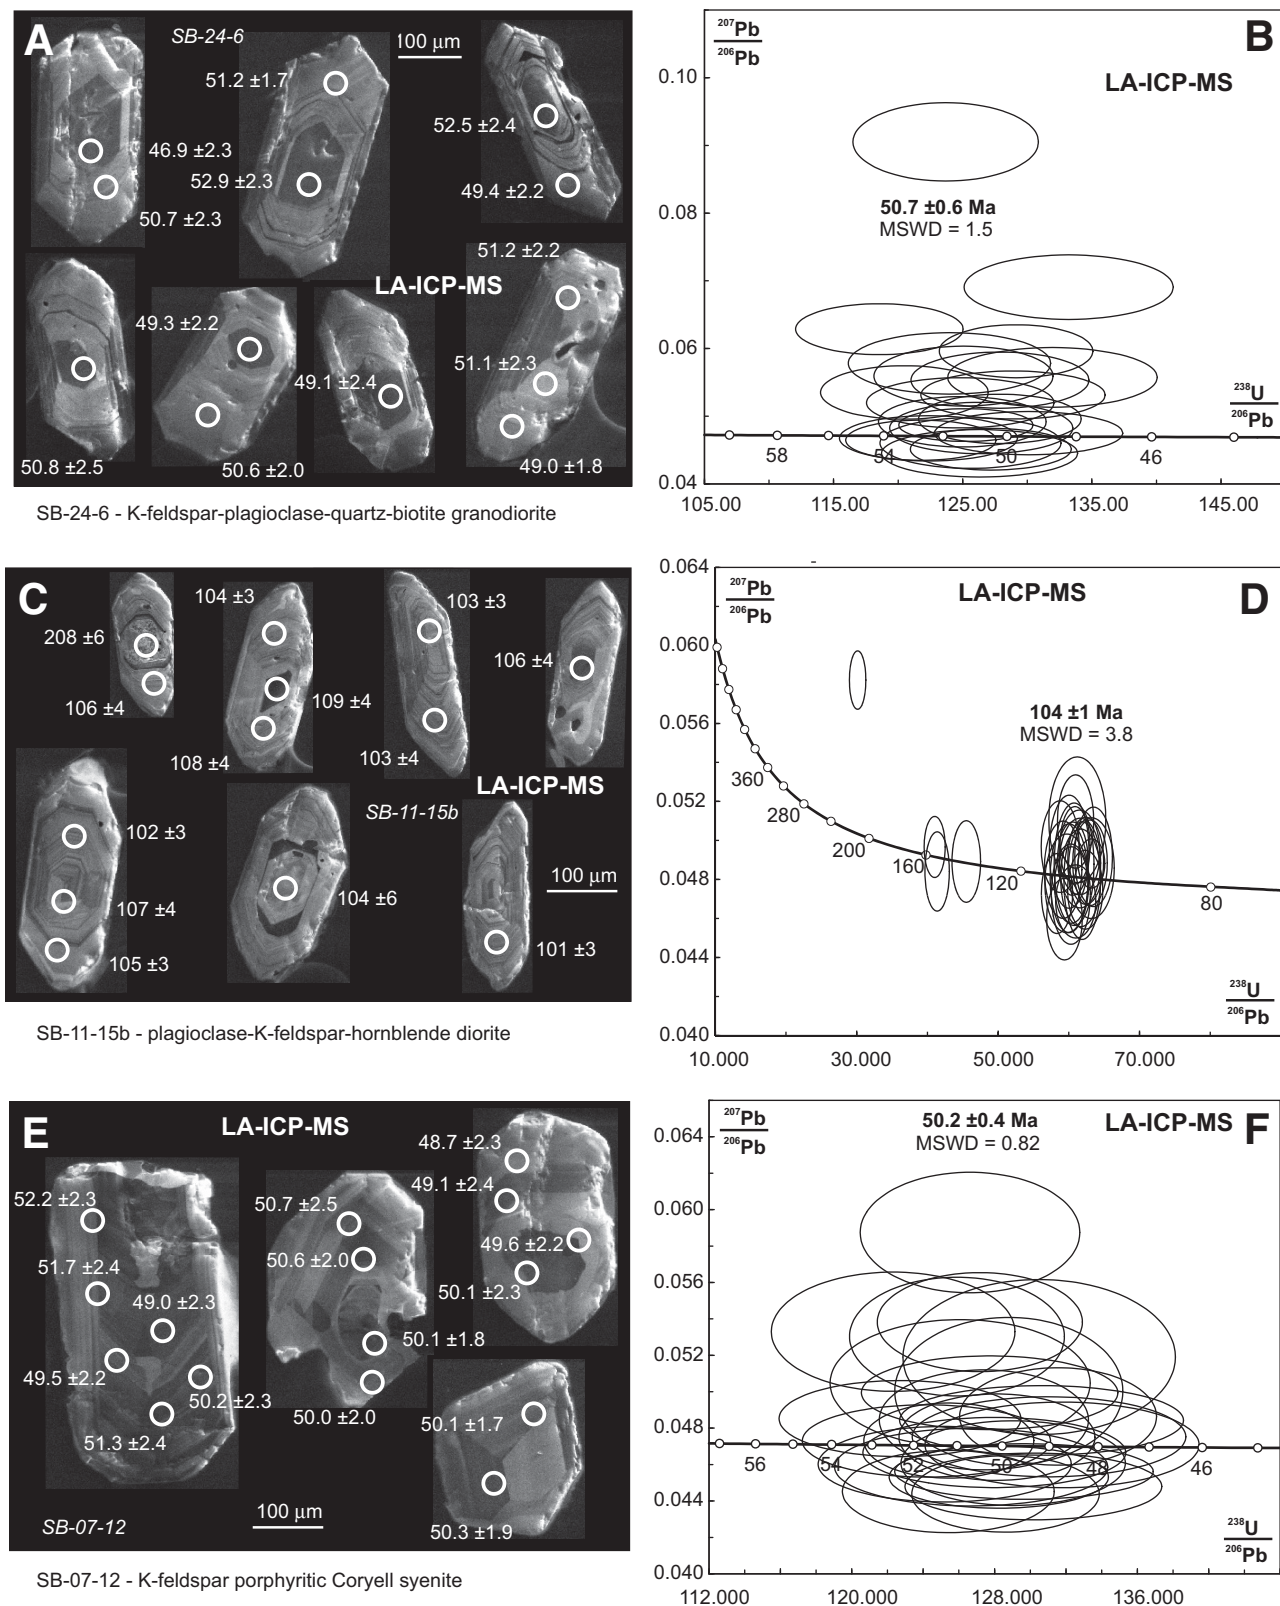 A
SB-24-6
100 µm
51.2 ±1.7
52.5 ±2.4
46.9 ±2.3
52.9 ±2.3
49.4 ±2.2
50.7 ±2.3
51.2 ±2.2
LA-ICP-MS
49.3 ±2.2
51.1 ±2.3
49.1 ±2.4
50.8 ±2.5
50.6 ±2.0
49.0 ±1.8
SB-24-6 - K-feldspar-plagioclase-quartz-biotite granodiorite
B
207Pb
206Pb
LA-ICP-MS
0.10
0.08
0.06
0.04
50.7 ±0.6 Ma
MSWD = 1.5
238U
206Pb
58
54
50
46
105.00
115.00
125.00
135.00
145.00
C
104 ±3
103 ±3
208 ±6
106 ±4
109 ±4
106 ±4
108 ±4
103 ±4
LA-ICP-MS
SB-11-15b
102 ±3
100 µm
107 ±4
104 ±6
105 ±3
101 ±3
SB-11-15b - plagioclase-K-feldspar-hornblende diorite
D
207Pb
206Pb
LA-ICP-MS
0.064
0.060
0.056
0.052
0.048
0.044
0.040
104 ±1 Ma
MSWD = 3.8
360
280
200
160
120
80
238U
206Pb
10.000
30.000
50.000
70.000
E
LA-ICP-MS
48.7 ±2.3
49.1 ±2.4
52.2 ±2.3
50.7 ±2.5
49.6 ±2.2
50.6 ±2.0
51.7 ±2.4
50.1 ±2.3
49.0 ±2.3
50.1 ±1.8
49.5 ±2.2
50.2 ±2.3
50.0 ±2.0
50.1 ±1.7
51.3 ±2.4
100 µm
SB-07-12
50.3 ±1.9
SB-07-12 - K-feldspar porphyritic Coryell syenite
F
207Pb
206Pb
50.2 ±0.4 Ma
MSWD = 0.82
LA-ICP-MS
0.064
0.060
0.056
0.052
0.048
0.044
0.040
56
54
52
50
48
46
238U
206Pb
112.000
120.000
128.000
136.000